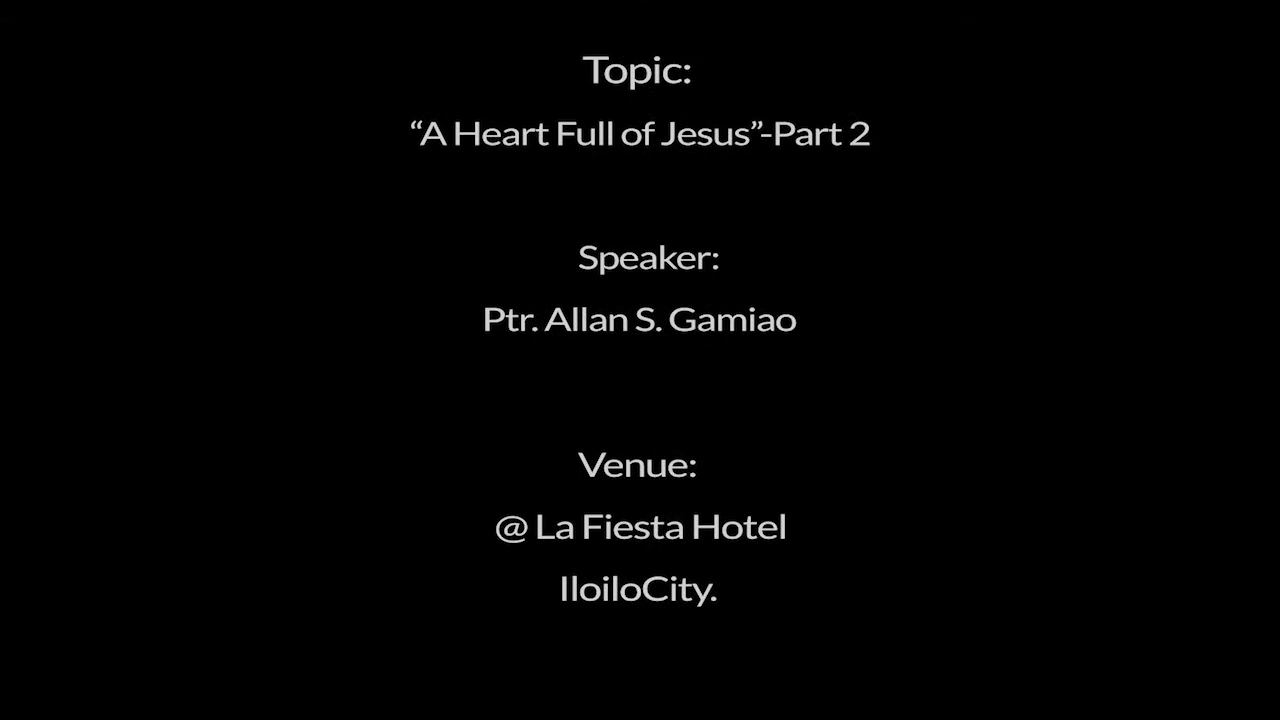 Topic:
“A Heart Full of Jesus”-Part 2
Speaker:
Ptr. Allan S. Gamiao
Venue:
@ La Fiesta Hotel
IloiloCity.